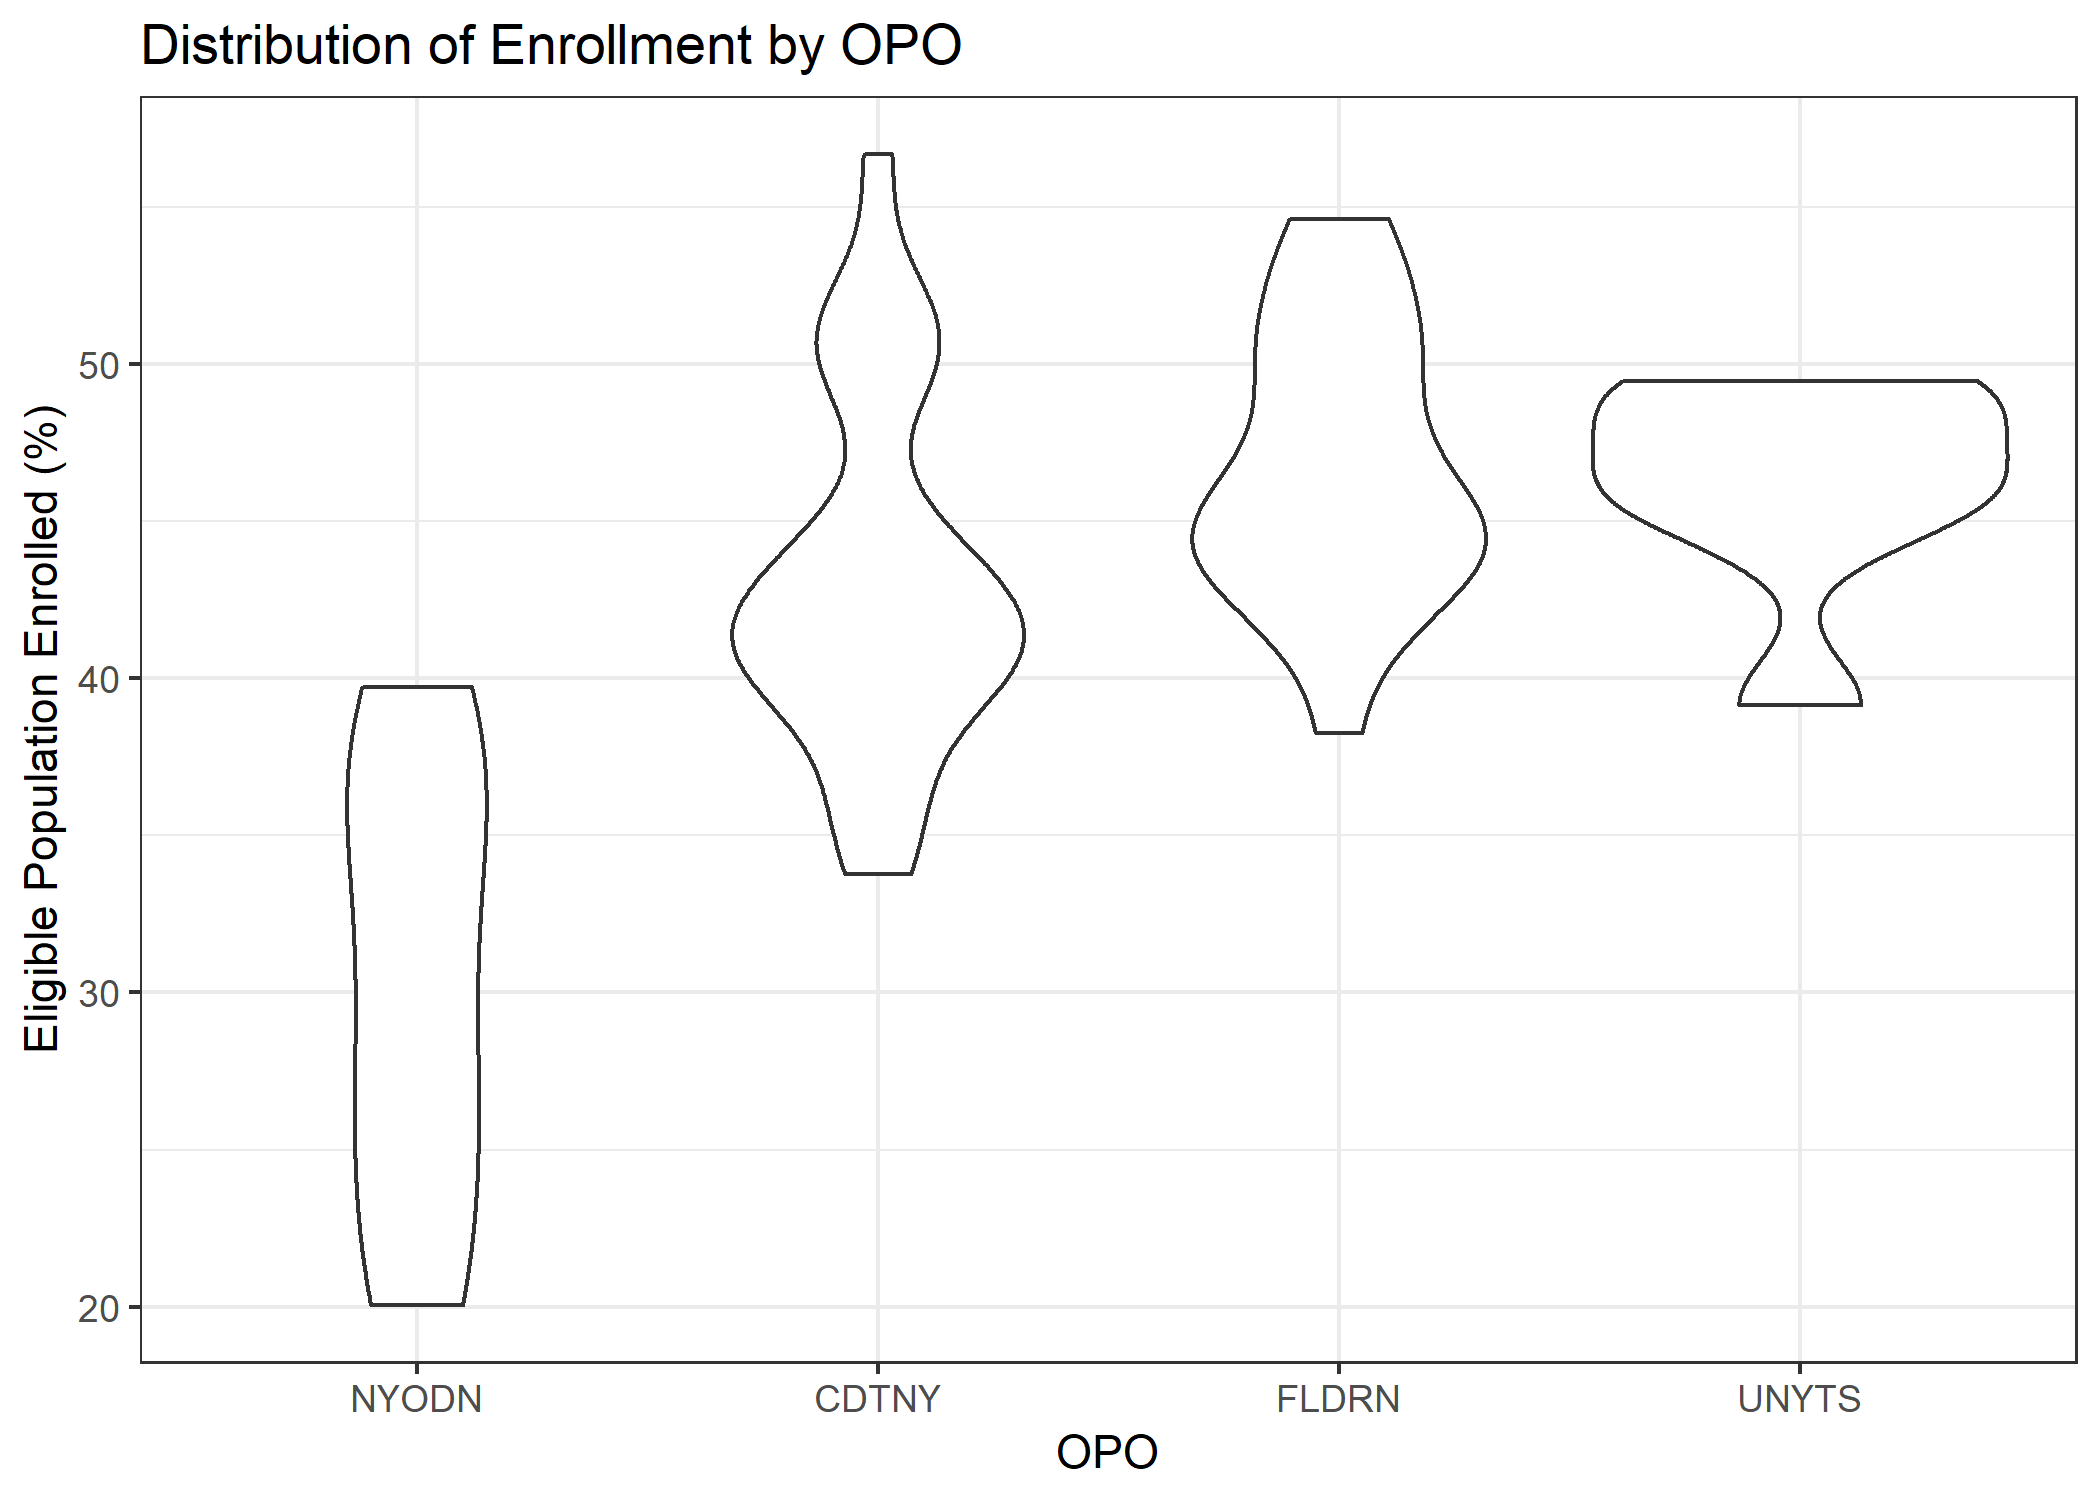 Distribution of Enrollment by OPO
Eligible Population Enrolled (%)
50
40
30
20
NYODN
CDTNY
FLDRN
UNYTS
OPO